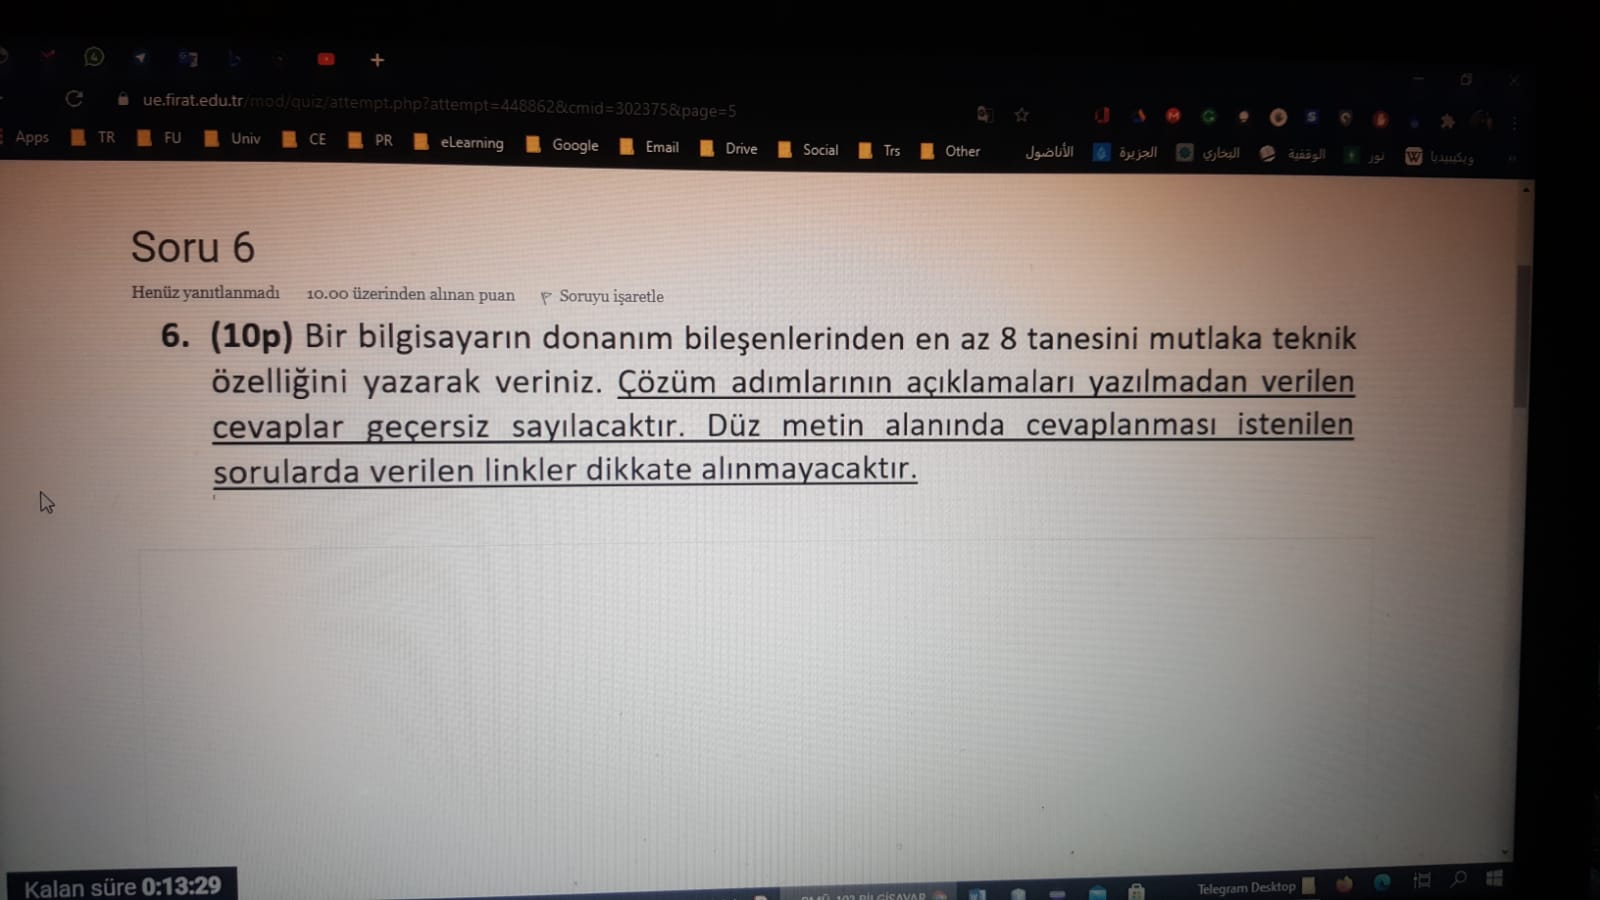 ue.firat.edu.tr/mod/quiz/attempt.php?attempt=448862&cmid=302375&page=5
Apps TR FU Univ CE PR eLearning Google Email Drive Social Trs Other الأناضول الجزيرة البخاري الوقفية نور ويكيبيديا
Soru 6
Henüz yanıtlanmadı 10.00 üzerinden alınan puan Soruyu işaretle
6. (10p) Bir bilgisayarın donanım bileşenlerinden en az 8 tanesini mutlaka teknik
özelliğini yazarak veriniz. Çözüm adımlarının açıklamaları yazılmadan verilen
cevaplar geçersiz sayılacaktır. Düz metin alanında cevaplanması istenilen
sorularda verilen linkler dikkate alınmayacaktır.
Kalan süre 0:13:29
Telegram Desktop